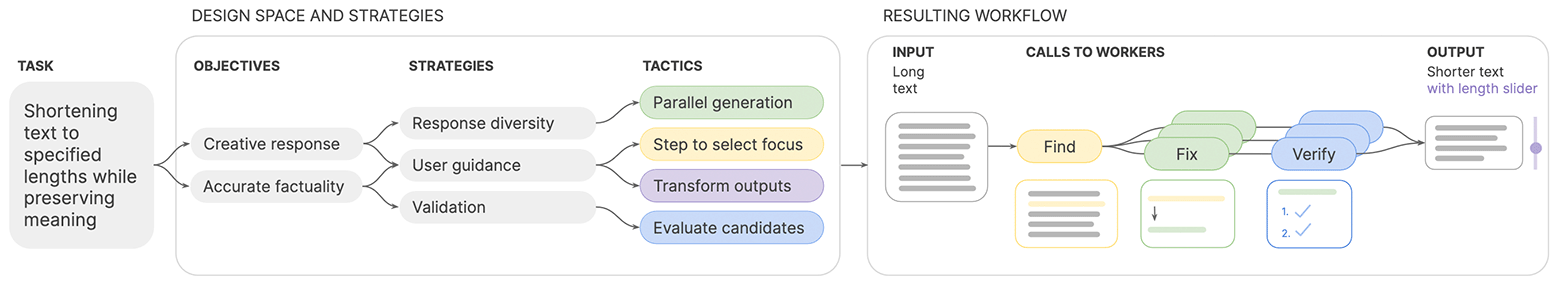 DESIGN SPACE AND STRATEGIES
RESULTING WORKFLOW
TASK
Shortening
text to
specified
lengths while
preserving
meaning
OBJECTIVES
Creative response
Accurate factuality
STRATEGIES
Response diversity
User guidance
Validation
TACTICS
Parallel generation
Step to select focus
Transform outputs
Evaluate candidates
INPUT
Long
text
CALLS TO WORKERS
Find
Fix
Verify
1.
2.
OUTPUT
Shorter text
with length slider